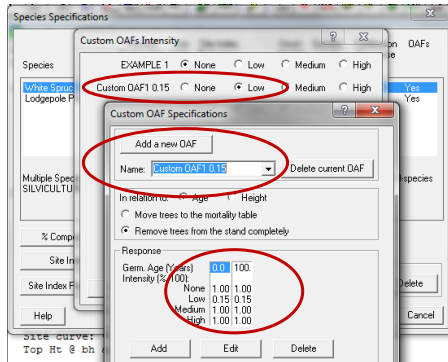 Species Specifications
Custom OAFs Intensity
OAFs
Species
EXAMPLE 1 None Low Medium High
White Spruc
Custom OAF1 0.15 None Low Medium High
Yes
Lodgepole P
Yes
Custom OAF Specifications
Add a new OAF
Name: Custom OAF1 0.15
Delete current OAF
Multiple Spec
SILVICULTU
-species
In relation to: Age Height
Move trees to the mortality table
Remove trees from the stand completely
% Compo
Response
Germ. Age (Years) 0.0 100.
Intensity (%/100):
None 1.00 1.00
Low 0.15 0.15
Medium 1.00 1.00
High 1.00 1.00
Site In
Site Index F
Delete
Help
Cancel
Add Edit Delete
Site curve:
Top Ht @ bh